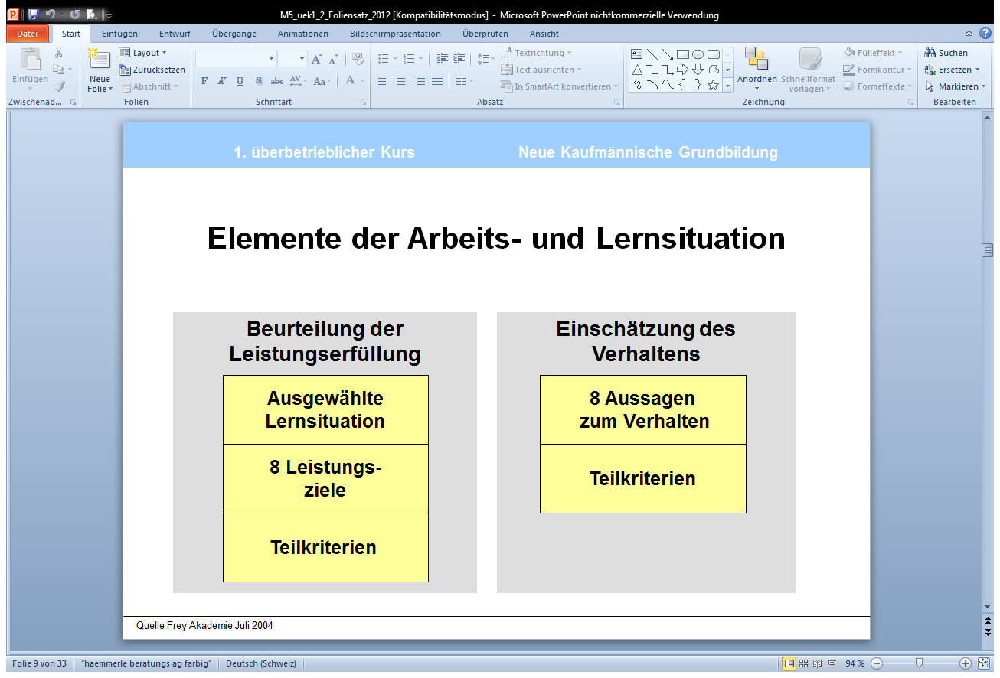 M5_uek1_2_Foliensatz_2012 [Kompatibilitätsmodus] - Microsoft PowerPoint nichtkommerzielle Verwendung
Datei Start Einfügen Entwurf Übergänge Animationen Bildschirmpräsentation Überprüfen Ansicht
Einfügen
Zwischenab...
Neue
Folie
Layout
Zurücksetzen
Abschnitt
Folien
F K U S abc AV Aa A
Schriftart
Textrichtung
Text ausrichten
In SmartArt konvertieren
Absatz
Anordnen
Schnellformat-
vorlagen
Fülleffekt
Formkontur
Formeffekte
Zeichnung
Suchen
Ersetzen
Markieren
Bearbeiten
1. überbetrieblicher Kurs Neue Kaufmännische Grundbildung
Elemente der Arbeits- und Lernsituation
Beurteilung der
Leistungserfüllung
Ausgewählte
Lernsituation
8 Leistungs-
ziele
Teilkriterien
Einschätzung des
Verhaltens
8 Aussagen
zum Verhalten
Teilkriterien
Quelle Frey Akademie Juli 2004
Folie 9 von 33 "haemmerle beratungs ag farbig" Deutsch (Schweiz) 94 %